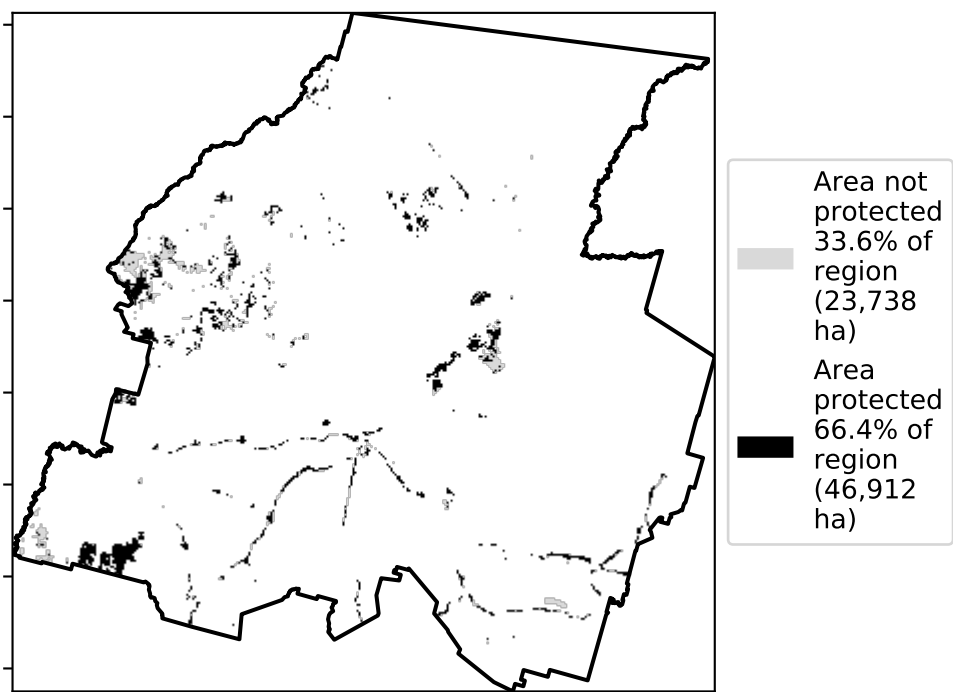 Area not
protected
33.6% of
region
(23,738
ha)
Area
protected
66.4% of
region
(46,912
ha)